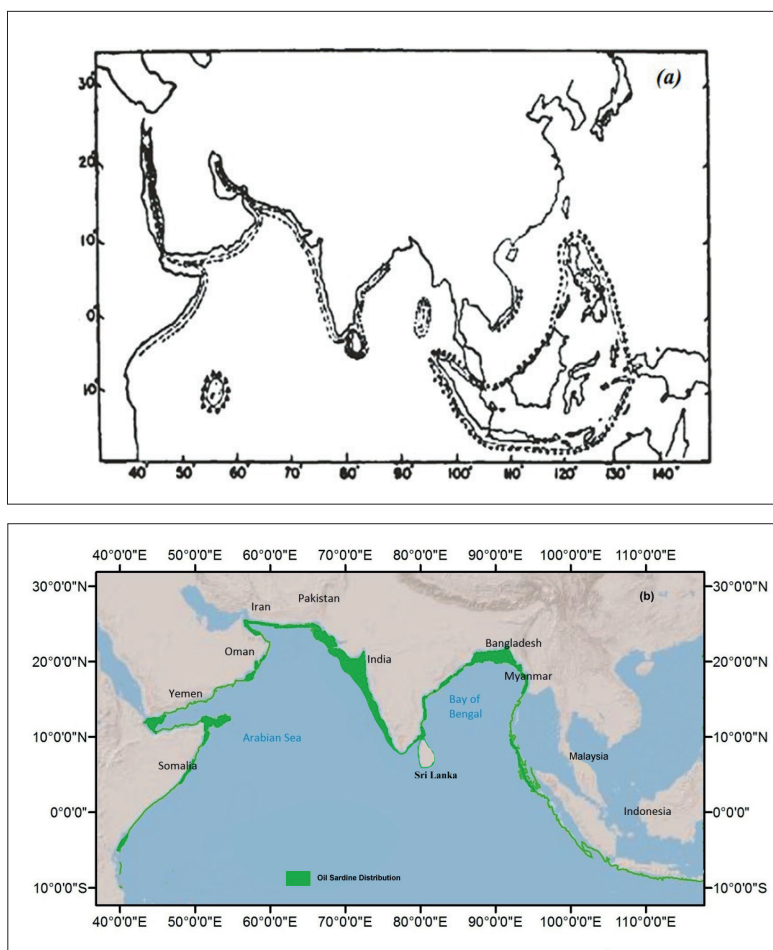 (a)
30°
20°
10°
0°
10
40° 50° 60° 70° 80° 90° 100° 110° 120° 130° 140°
40°0'0"E 50°0'0"E 60°0'0"E 70°0'0"E 80°0'0"E 90°0'0"E 100°0'0"E 110°0'0"E
30°0'0"N 30°0'0"N
(b)
Pakistan
Iran
Bangladesh
Oman
India
20°0'0"N 20°0'0"N
Myanmar
Yemen
Bay of
Bengal
10°0'0"N Arabian Sea 10°0'0"N
Malaysia
Somalia
Sri Lanka
0°0'0" Indonesia 0°0'0"
Oil Sardine Distribution
10°0'0"S 10°0'0"S
40°0'0"E 50°0'0"E 60°0'0"E 70°0'0"E 80°0'0"E 90°0'0"E 100°0'0"E 110°0'0"E